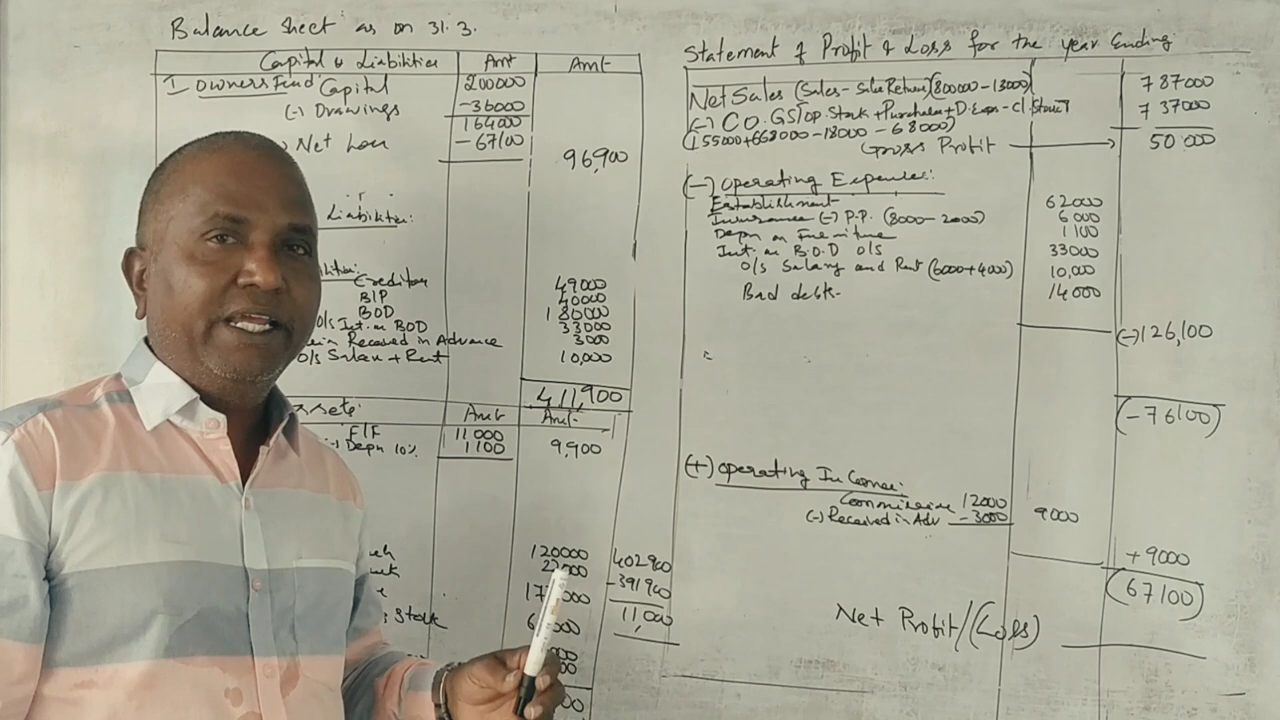 Balance Sheet as on 31.3.
Capital & Liabilities Amt Amt
I Owners Fund Capital 200000
(-) Drawings -36000
164000
Net Loss -67100
96,900
Liabilities:
Creditors 49000
B/P 40000
BOD 180000
O/s Int. on BOD 33000
Received in Advance 3000
O/s Salary + Rent 10,000
411,900
Assets: Amt Amt
F/F 11000
Depn 10% 1100 9,900
120000 402900
-391900
Stock 11,000
Statement of Profit & Loss for the year Ending
Net Sales (Sales - Sales Return) (800000 - 13000) 787000
(-) CO.GS/Op. Stock + Purchases + D.Exps - Cl. Stock 737000
(155000+668000-18000-68000)
Gross Profit 50000
(-) Operating Expenses:
Establishment 62000
Insurance (-) P.P. (8000-2000) 6000
Depn on Furniture 1100
Int. on B.O.D O/S 33000
O/s Salary and Rent (6000+4000) 10,000
Bad debts- 14000
(-) 126,100
(-76100)
(+) Operating Income:
Commission 12000
(-) Received in Adv -3000 9000
+9000
(67100)
Net Profit/(Loss)